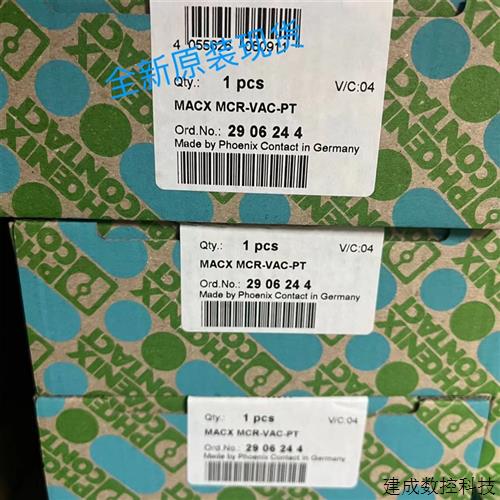 4 055626 050911
全新原装现货
Qty.: 1 pcs V/C:04
MACX MCR-VAC-PT
Ord.No.: 29 06 24 4
Made by Phoenix Contact in Germany
PHOENIX
CONTACT
Qty.: 1 pcs V/C:04
MACX MCR-VAC-PT
Ord.No.: 29 06 24 4
Made by Phoenix Contact in Germany
PHOENIX
CONTACT
Qty.: 1 pcs V/C:04
MACX MCR-VAC-PT
Ord.No.: 29 06 24 4
Made by Phoenix Contact in Germany
PHOENIX
CONTACT
建成数控科技